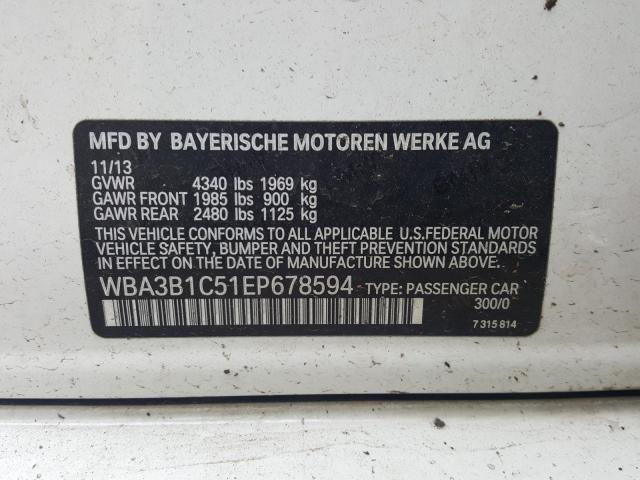 MFD BY BAYERISCHE MOTOREN WERKE AG
11/13
GVWR 4340 lbs 1969 kg
GAWR FRONT 1985 lbs 900 kg
GAWR REAR 2480 lbs 1125 kg
THIS VEHICLE CONFORMS TO ALL APPLICABLE U.S.FEDERAL MOTOR
VEHICLE SAFETY, BUMPER AND THEFT PREVENTION STANDARDS
IN EFFECT ON THE DATE OF MANUFACTURE SHOWN ABOVE.
WBA3B1C51EP678594 TYPE: PASSENGER CAR
300/0
7 315 814